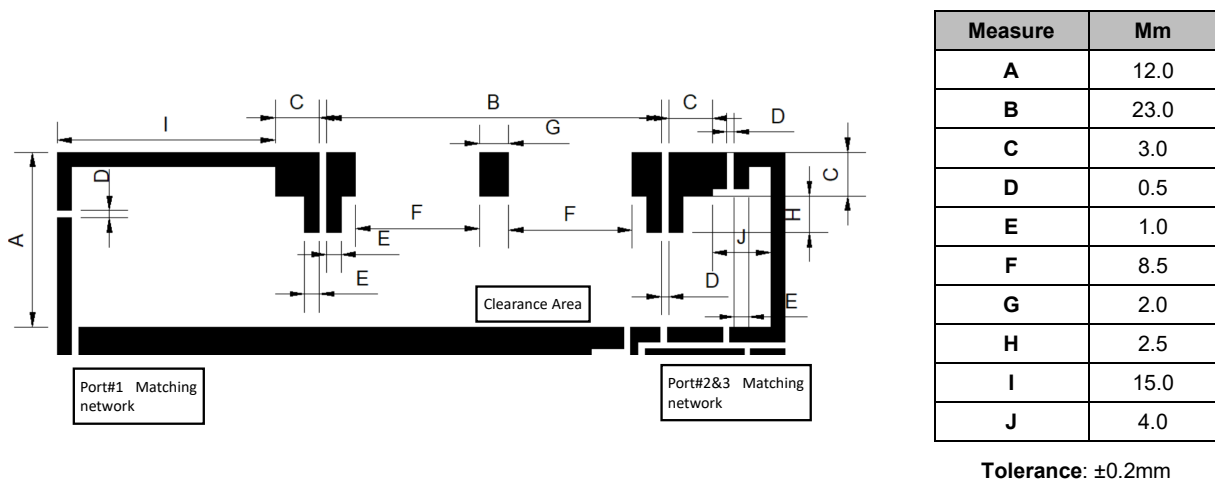 C
B
C
I
G
D
D
C
A
F
F
H
E
J
E
D
E
Clearance Area
Port#1 Matching
network
Port#2&3 Matching
network
Measure Mm
A 12.0
B 23.0
C 3.0
D 0.5
E 1.0
F 8.5
G 2.0
H 2.5
I 15.0
J 4.0
Tolerance: ±0.2mm